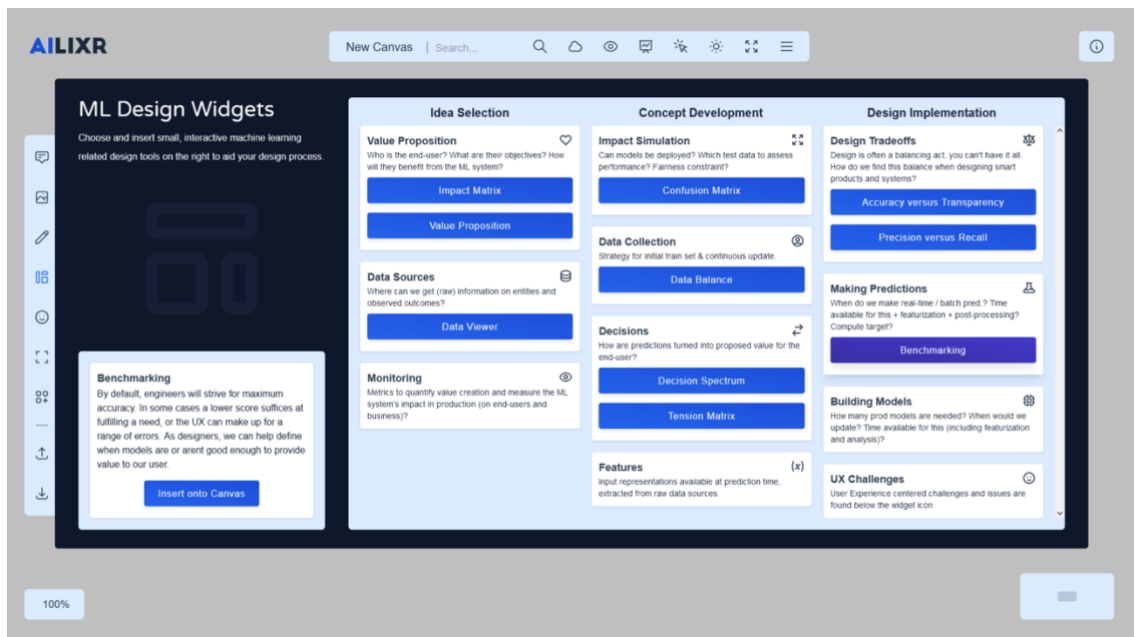 AILIXR
New Canvas | Search...
ML Design Widgets
Choose and insert small, interactive machine learning
related design tools on the right to aid your design process.
Benchmarking
By default, engineers will strive for maximum
accuracy. In some cases a lower score suffices at
fulfilling a need, or the UX can make up for a
range of errors. As designers, we can help define
when models are or arent good enough to provide
value to our user.
Insert onto Canvas
Idea Selection
Value Proposition
Who is the end-user? What are their objectives? How
will they benefit from the ML system?
Impact Matrix
Value Proposition
Data Sources
Where can we get (raw) information on entities and
observed outcomes?
Data Viewer
Monitoring
Metrics to quantify value creation and measure the ML
system's impact in production (on end-users and
business)?
Concept Development
Impact Simulation
Can models be deployed? Which test data to assess
performance? Fairness constraint?
Confusion Matrix
Data Collection
Strategy for initial train set & continuous update.
Data Balance
Decisions
How are predictions turned into proposed value for the
end-user?
Decision Spectrum
Tension Matrix
Features
(x)
Input representations available at prediction time,
extracted from raw data sources.
Design Implementation
Design Tradeoffs
Design is often a balancing act, you can't have it all.
How do we find this balance when designing smart
products and systems?
Accuracy versus Transparency
Precision versus Recall
Making Predictions
When do we make real-time / batch pred.? Time
available for this + featurization + post-processing?
Compute target?
Benchmarking
Building Models
How many prod models are needed? When would we
update? Time available for this (including featurization
and analysis)?
UX Challenges
User Experience centered challenges and issues are
found below the widget icon
100%